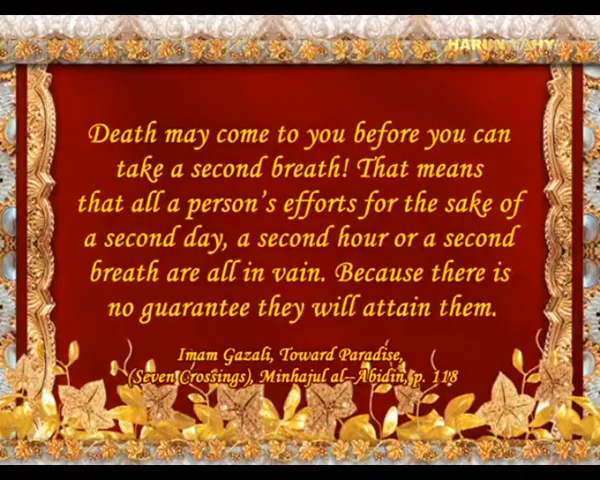 HARUN YAHY
Death may come to you before you can
take a second breath! That means
that all a person's efforts for the sake of
a second day, a second hour or a second
breath are all in vain. Because there is
no guarantee they will attain them.
Imam Gazali, Toward Paradise,
(Seven Crossings), Minhajul al-Abidin, p. 118